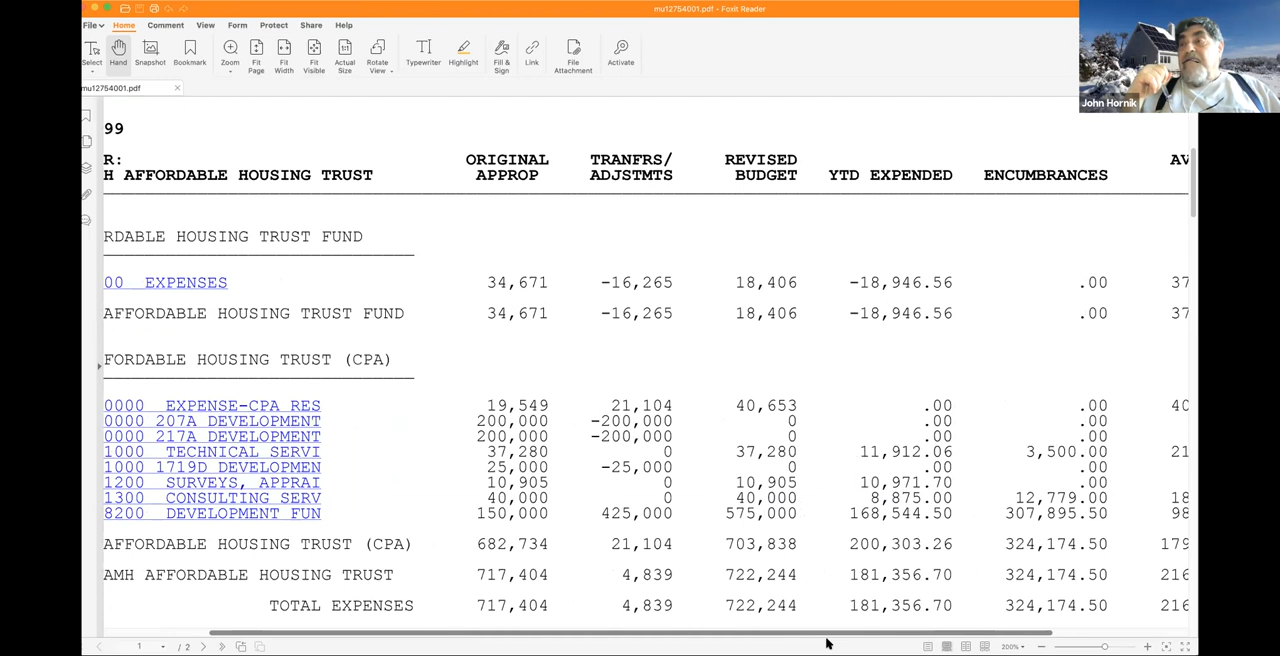 mu12754001.pdf - Foxit Reader
File Home Comment View Form Protect Share Help
Select Hand Snapshot Bookmark Zoom Fit Page Fit Width Fit Visible Actual Size Rotate View Typewriter Highlight Fill & Sign Link File Attachment Activate
John Hornik
mu12754001.pdf
99
R: ORIGINAL TRANFRS/ REVISED AV
H AFFORDABLE HOUSING TRUST APPROP ADJSTMTS BUDGET YTD EXPENDED ENCUMBRANCES
RDABLE HOUSING TRUST FUND
00 EXPENSES 34,671 -16,265 18,406 -18,946.56 .00 37
AFFORDABLE HOUSING TRUST FUND 34,671 -16,265 18,406 -18,946.56 .00 37
FORDABLE HOUSING TRUST (CPA)
0000 EXPENSE-CPA RES 19,549 21,104 40,653 .00 .00 40
0000 207A DEVELOPMENT 200,000 -200,000 0 .00 .00
0000 217A DEVELOPMENT 200,000 -200,000 0 .00 .00
1000 TECHNICAL SERVI 37,280 0 37,280 11,912.06 3,500.00 21
1000 1719D DEVELOPMEN 25,000 -25,000 0 .00 .00
1200 SURVEYS, APPRAI 10,905 0 10,905 10,971.70 .00
1300 CONSULTING SERV 40,000 0 40,000 8,875.00 12,779.00 18
8200 DEVELOPMENT FUN 150,000 425,000 575,000 168,544.50 307,895.50 98
AFFORDABLE HOUSING TRUST (CPA) 682,734 21,104 703,838 200,303.26 324,174.50 179
AMH AFFORDABLE HOUSING TRUST 717,404 4,839 722,244 181,356.70 324,174.50 216
TOTAL EXPENSES 717,404 4,839 722,244 181,356.70 324,174.50 216
1 / 2 200%